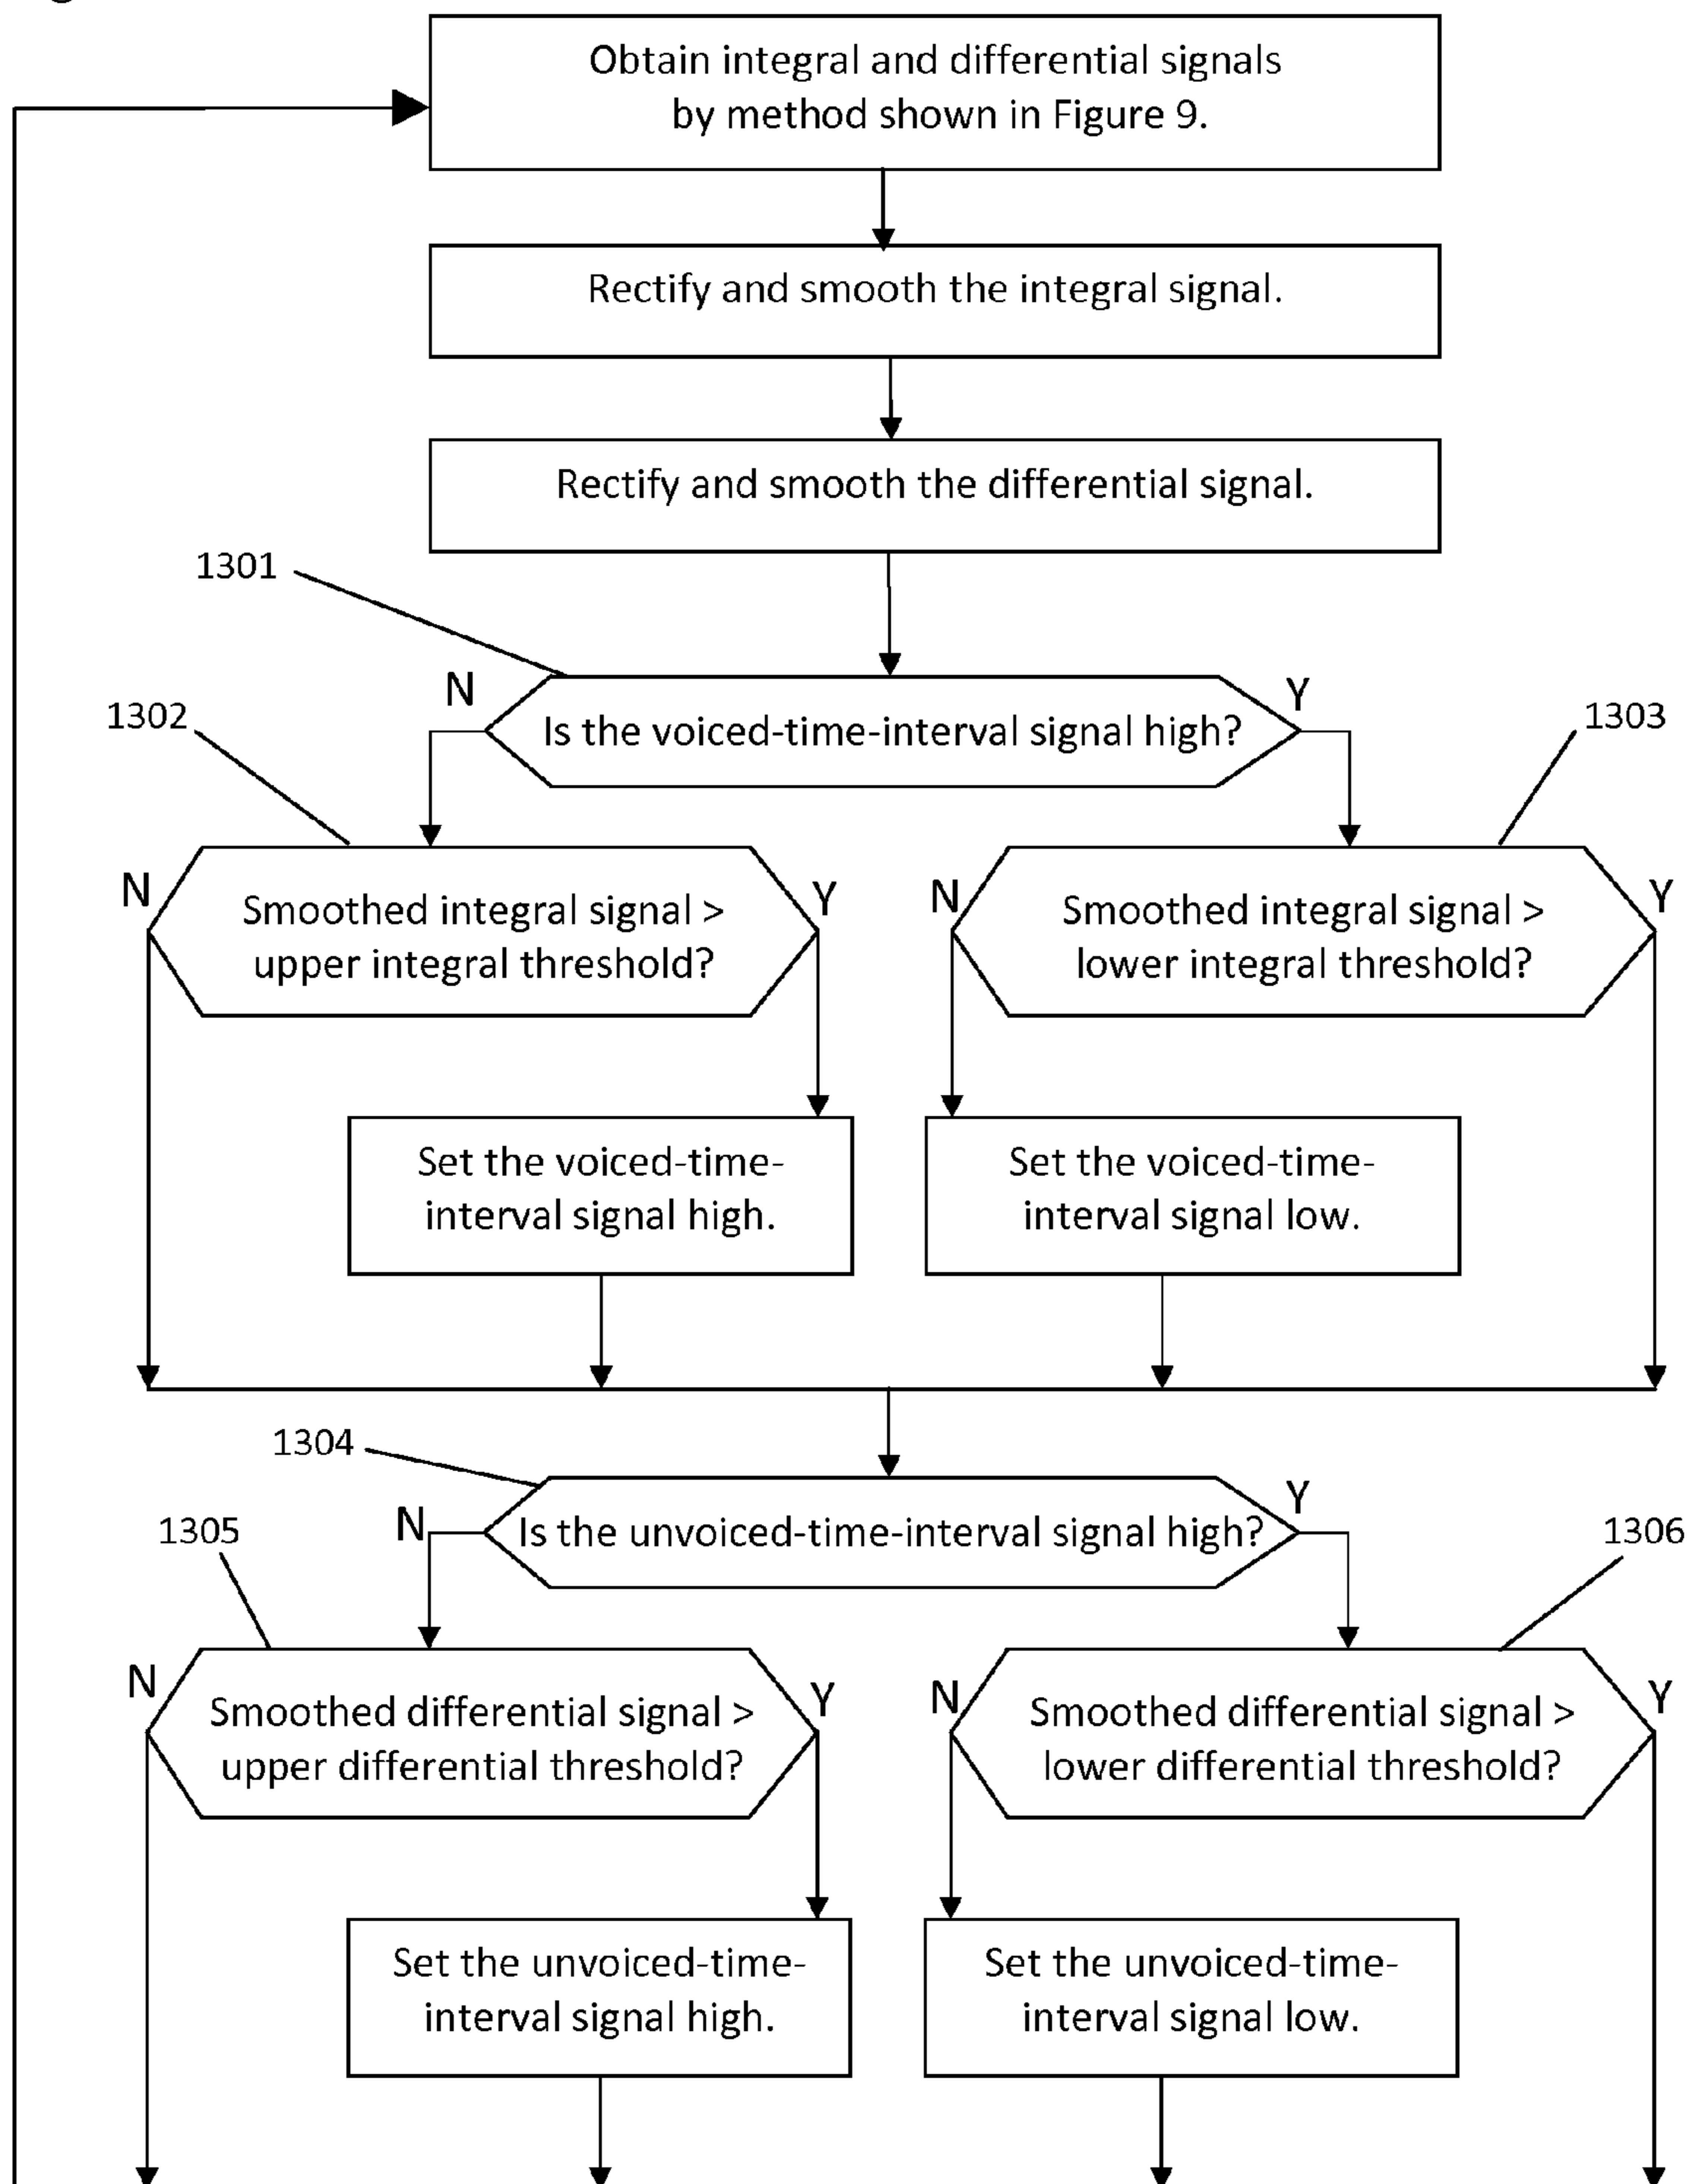 Obtain integral and differential signals
by method shown in Figure 9.
Rectify and smooth the integral signal.
Rectify and smooth the differential signal.
1301
N
Y
Is the voiced-time-interval signal high?
1302
1303
N
Smoothed integral signal >
upper integral threshold?
Y
N
Smoothed integral signal >
lower integral threshold?
Y
Set the voiced-time-
interval signal high.
Set the voiced-time-
interval signal low.
1304
N
Is the unvoiced-time-interval signal high?
Y
1305
1306
N
Smoothed differential signal >
upper differential threshold?
Y
N
Smoothed differential signal >
lower differential threshold?
Y
Set the unvoiced-time-
interval signal high.
Set the unvoiced-time-
interval signal low.